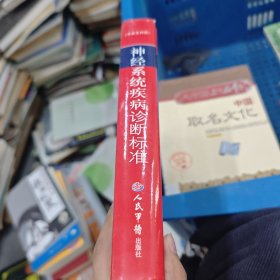 神经系统疾病诊断标准
人民军医出版社
中国
取名文化